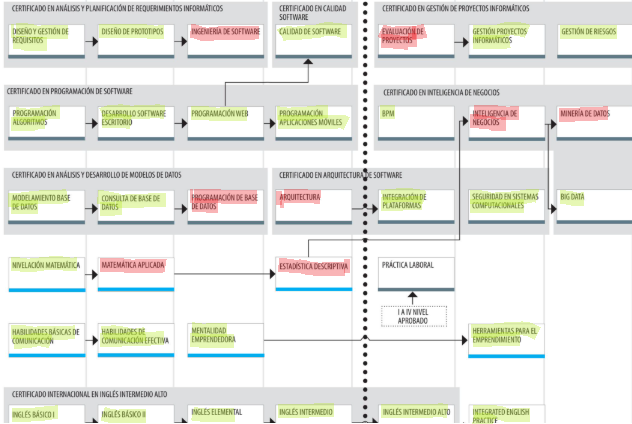 CERTIFICADO EN ANÁLISIS Y PLANIFICACIÓN DE REQUERIMIENTOS INFORMÁTICOS
CERTIFICADO EN CALIDAD
SOFTWARE
CERTIFICADO EN GESTIÓN DE PROYECTOS INFORMÁTICOS
DISEÑO Y GESTIÓN DE
REQUISITOS
DISEÑO DE PROTOTIPOS
INGENIERÍA DE SOFTWARE
CALIDAD DE SOFTWARE
EVALUACIÓN DE
PROYECTOS
GESTIÓN PROYECTOS
INFORMÁTICOS
GESTIÓN DE RIESGOS
CERTIFICADO EN PROGRAMACIÓN DE SOFTWARE
CERTIFICADO EN INTELIGENCIA DE NEGOCIOS
PROGRAMACIÓN
ALGORITMOS
DESARROLLO SOFTWARE
ESCRITORIO
PROGRAMACIÓN WEB
PROGRAMACIÓN
APLICACIONES MÓVILES
BPM
INTELIGENCIA DE
NEGOCIOS
MINERÍA DE DATOS
CERTIFICADO EN ANÁLISIS Y DESARROLLO DE MODELOS DE DATOS
CERTIFICADO EN ARQUITECTURA DE SOFTWARE
MODELAMIENTO BASE
DE DATOS
CONSULTA DE BASE DE
DATOS
PROGRAMACIÓN DE BASE
DE DATOS
ARQUITECTURA
INTEGRACIÓN DE
PLATAFORMAS
SEGURIDAD EN SISTEMAS
COMPUTACIONALES
BIG DATA
NIVELACIÓN MATEMÁTICA
MATEMÁTICA APLICADA
ESTADÍSTICA DESCRIPTIVA
PRÁCTICA LABORAL
I A IV NIVEL
APROBADO
HABILIDADES BÁSICAS DE
COMUNICACIÓN
HABILIDADES DE
COMUNICACIÓN EFECTIVA
MENTALIDAD
EMPRENDEDORA
HERRAMIENTAS PARA EL
EMPRENDIMIENTO
CERTIFICADO INTERNACIONAL EN INGLÉS INTERMEDIO ALTO
INGLÉS BÁSICO I
INGLÉS BÁSICO II
INGLÉS ELEMENTAL
INGLÉS INTERMEDIO
INGLÉS INTERMEDIO ALTO
INTEGRATED ENGLISH
PRACTICE